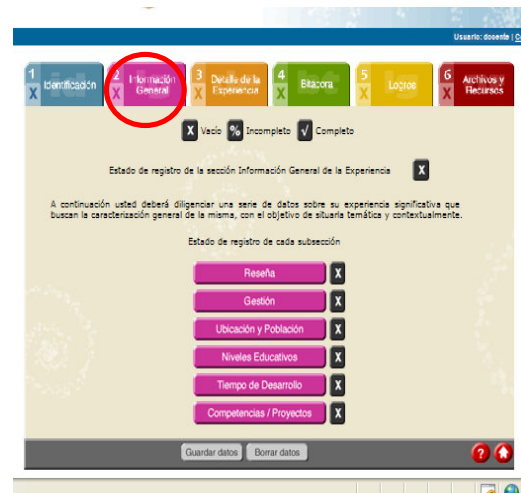 Usuario: dosente |
1 Identificación X
2 Información General X
3 Detalle de la Experiencia X
4 Bitácora X
5 Logros X
6 Archivos y Recursos X
X Vacio % Incompleto √ Completo
Estado de registro de la sección Información General de la Experiencia X
A continuación usted deberá diligenciar una serie de datos sobre su experiencia significativa que
buscan la caracterización general de la misma, con el objetivo de situarla temática y contextualmente.
Estado de registro de cada subsección
Reseña X
Gestión X
Ubicación y Población X
Niveles Educativos X
Tiempo de Desarrollo X
Competencias / Proyectos X
Guardar datos Borrar datos ?